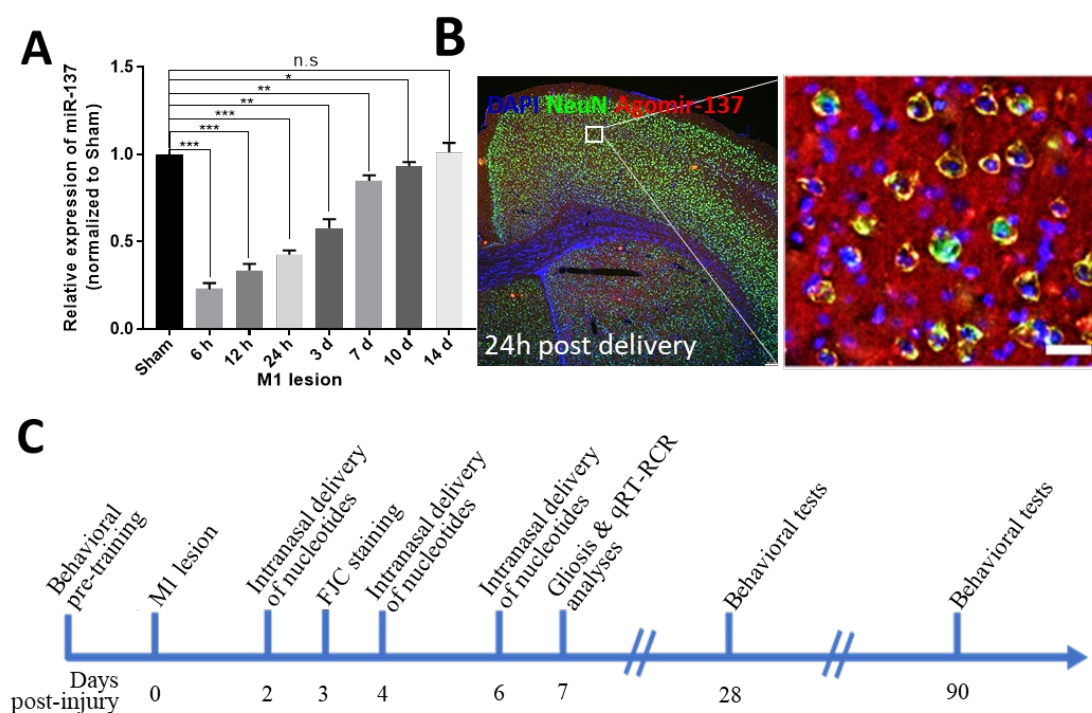 A
n.s
*
**
**
***
***
***
Relative expression of miR-137
(normalized to Sham)
1.5
1.0
0.5
0.0
Sham
6 h
12 h
24 h
3 d
7 d
10 d
14 d
M1 lesion
B
DAPI NeuN Agomir-137
24h post delivery
C
Behavioral
pre-training
M1 lesion
Intranasal delivery
of nucleotides
FJC staining
Intranasal delivery
of nucleotides
Intranasal delivery
of nucleotides
Gliosis & qRT-RCR
analyses
Behavioral tests
Behavioral tests
Days
post-injury
0
2
3
4
6
7
28
90